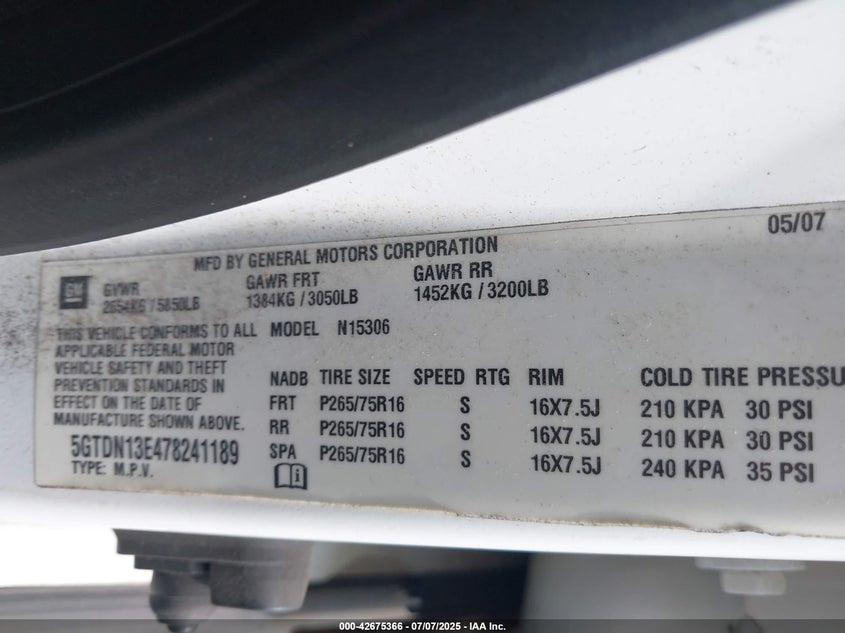 05/07
MFD BY GENERAL MOTORS CORPORATION
GM
GVWR GAWR FRT GAWR RR
2654KG / 5850LB 1384KG / 3050LB 1452KG / 3200LB
THIS VEHICLE CONFORMS TO ALL MODEL N15306
APPLICABLE FEDERAL MOTOR
VEHICLE SAFETY AND THEFT
PREVENTION STANDARDS IN
EFFECT ON THE DATE OF
MANUFACTURE SHOWN ABOVE.
5GTDN13E478241189
TYPE: M.P.V.
NADB TIRE SIZE SPEED RTG RIM COLD TIRE PRESSU
FRT P265/75R16 S 16X7.5J 210 KPA 30 PSI
RR P265/75R16 S 16X7.5J 210 KPA 30 PSI
SPA P265/75R16 S 16X7.5J 240 KPA 35 PSI
000-42675366 - 07/07/2025 - IAA Inc.